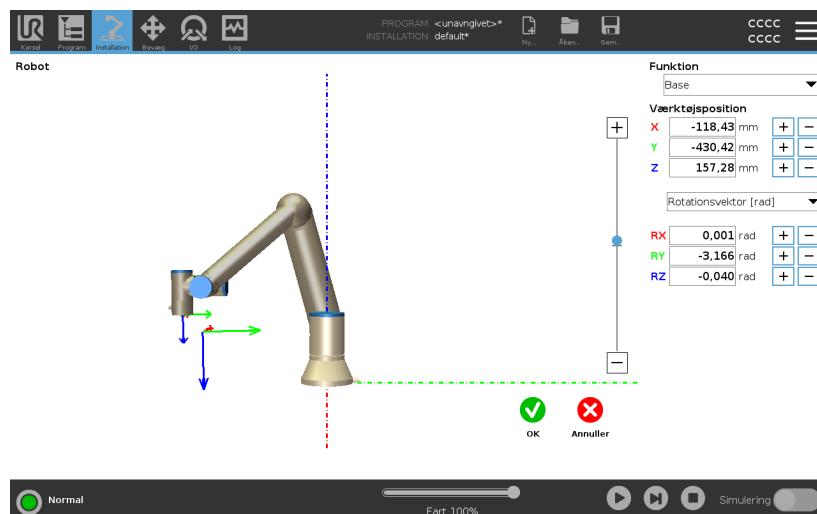 PROGRAM <unavngivet>*
INSTALLATION default*
Kørsel Program Installation Bevæg I/O Log Ny... Åben... Gem...
CCCC
CCCC
Robot
Funktion
Base
Værktøjsposition
X -118,43 mm + −
Y -430,42 mm + −
Z 157,28 mm + −
Rotationsvektor [rad]
RX 0,001 rad + −
RY -3,166 rad + −
RZ -0,040 rad + −
OK Annuller
Normal
Fart 100%
Simulering